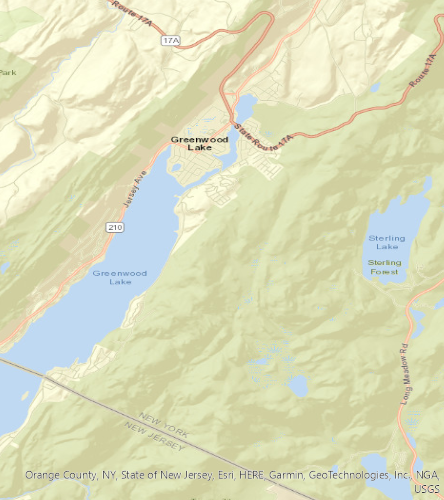 Route 17A
17A
Park
Route 17A
Greenwood
Lake
State Route 17A
Jersey Ave
210
Sterling
Lake
Sterling
Forest
Greenwood
Lake
Long Meadow Rd
NEW YORK
NEW JERSEY
Orange County, NY, State of New Jersey, Esri, HERE, Garmin, GeoTechnologies, Inc., NGA,
USGS